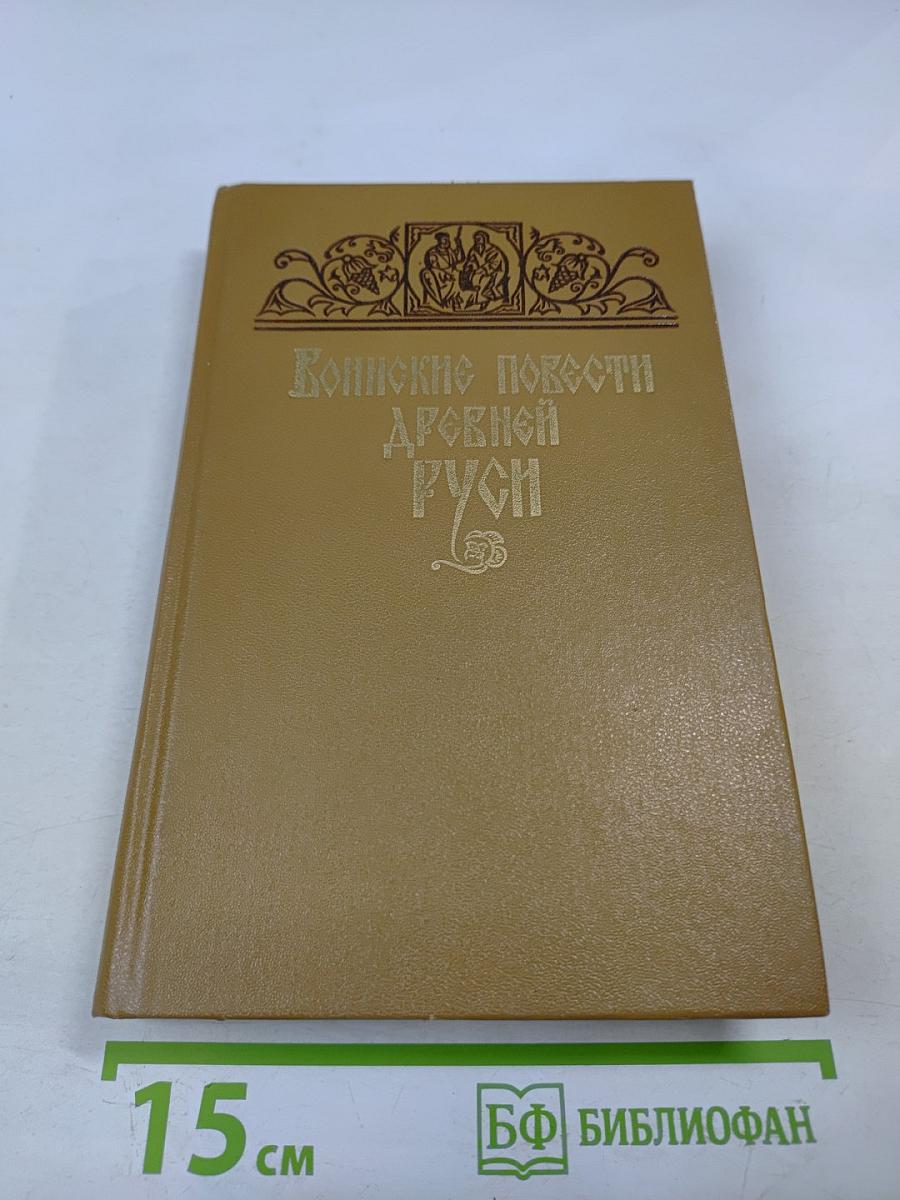 Воинские повести
древней
Руси
15 см
БФ БИБЛИОФАН